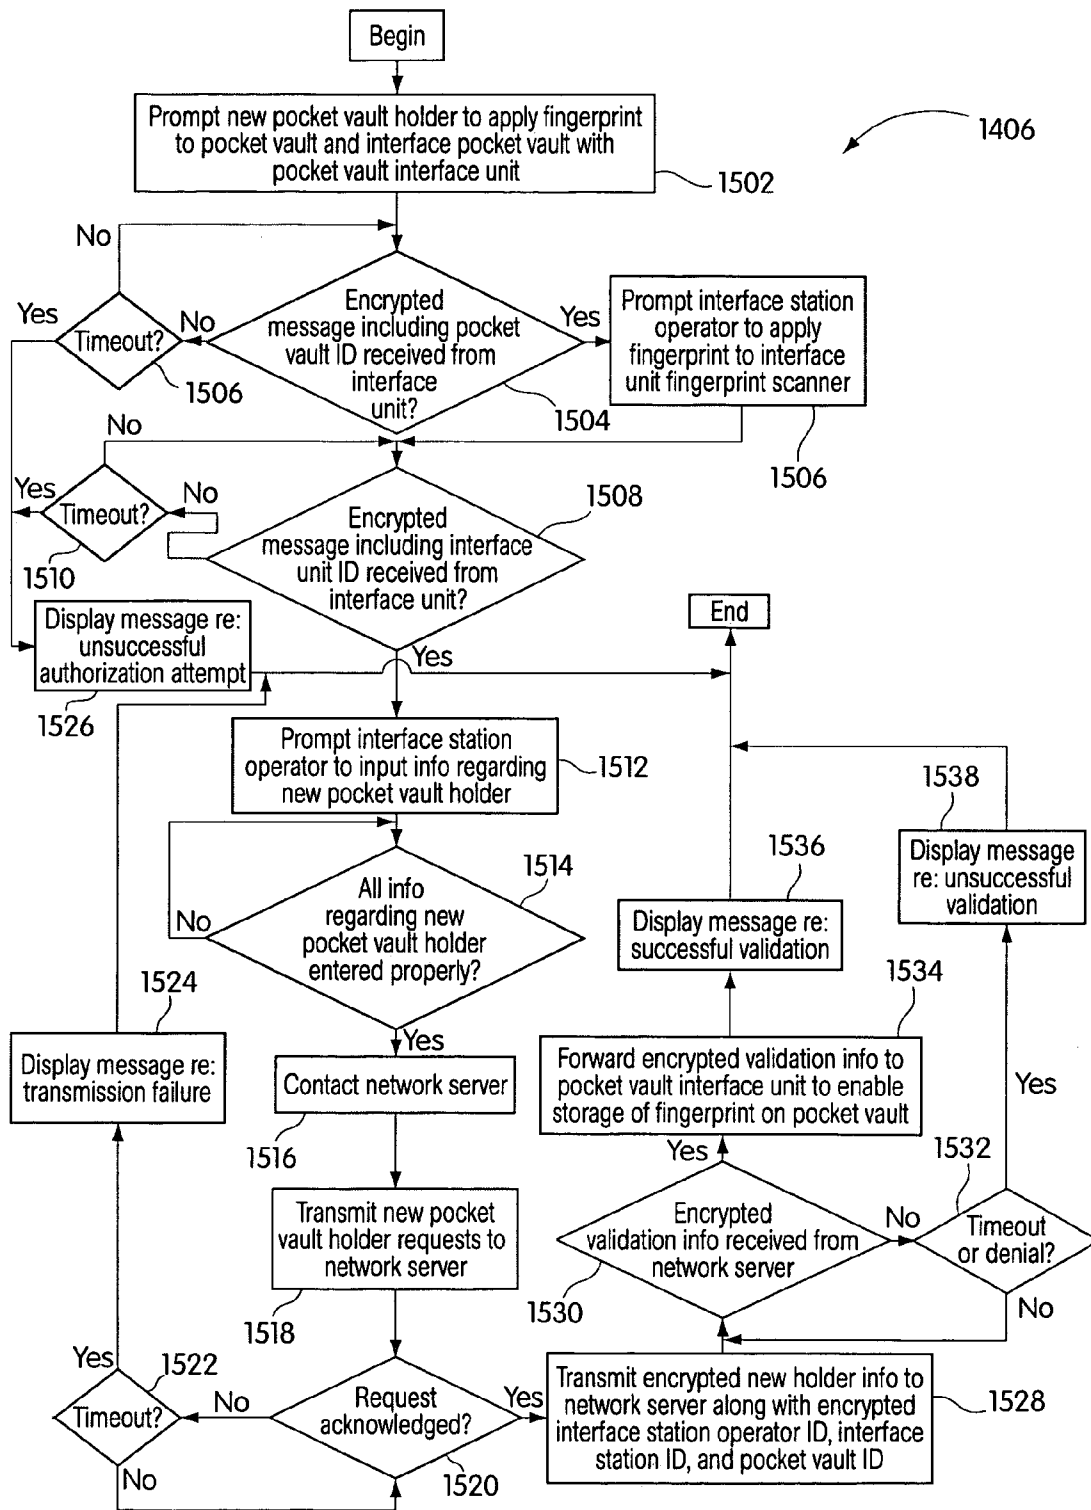 Begin
Prompt new pocket vault holder to apply fingerprint
to pocket vault and interface pocket vault with
pocket vault interface unit
1502
1406
No
Encrypted
message including pocket
vault ID received from
interface
unit?
1504
Yes
No
Timeout?
Yes
1506
Prompt interface station
operator to apply
fingerprint to interface
unit fingerprint scanner
1506
No
Yes
Timeout?
No
1510
Encrypted
message including interface
unit ID received from
interface unit?
1508
Yes
Display message re:
unsuccessful
authorization attempt
1526
End
Prompt interface station
operator to input info regarding
new pocket vault holder
1512
All info
regarding new
pocket vault holder
entered properly?
1514
No
Yes
1538
Display message
re: unsuccessful
validation
1536
Display message re:
successful validation
1524
Display message re:
transmission failure
Contact network server
1516
1534
Forward encrypted validation info to
pocket vault interface unit to enable
storage of fingerprint on pocket vault
Yes
Yes
Transmit new pocket
vault holder requests to
network server
1518
Encrypted
validation info received from
network server
1530
No
1532
Timeout
or denial?
No
Yes
1522
Timeout?
No
No
Request
acknowledged?
1520
Yes
Transmit encrypted new holder info to
network server along with encrypted
interface station operator ID, interface
station ID, and pocket vault ID
1528